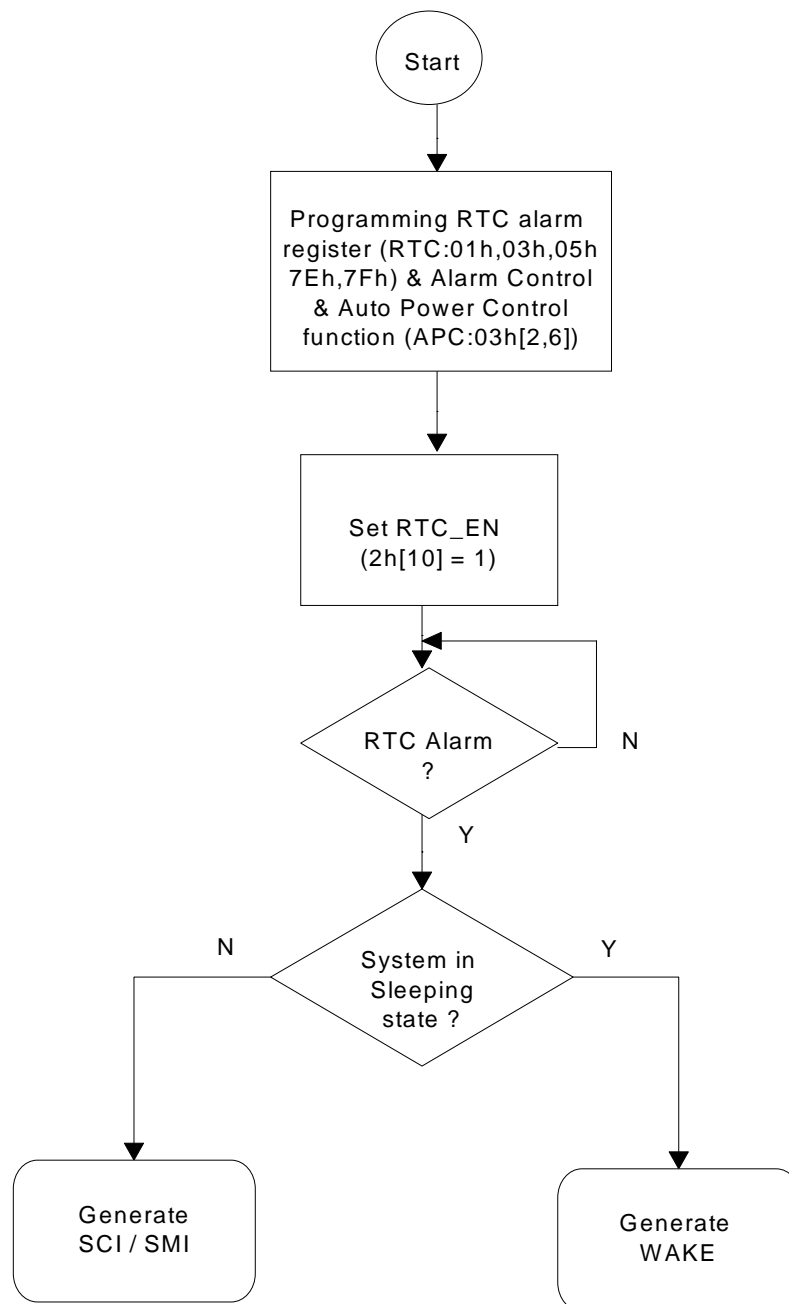 Start
Programming RTC alarm
register (RTC:01h,03h,05h
7Eh,7Fh) & Alarm Control
& Auto Power Control
function (APC:03h[2,6])
Set RTC_EN
(2h[10] = 1)
RTC Alarm
?
N
Y
N
Y
System in
Sleeping
state ?
Generate
SCI / SMI
Generate
WAKE